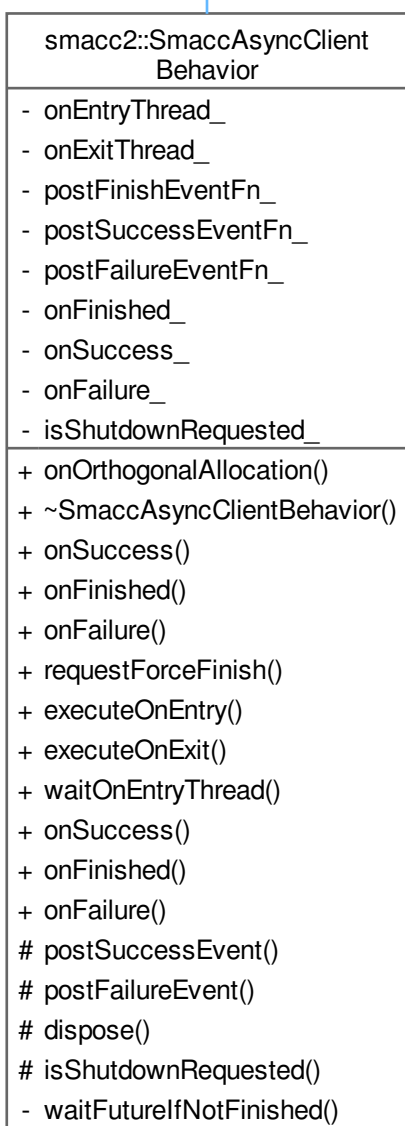 smacc2::SmaccAsyncClient
Behavior
- onEntryThread_
- onExitThread_
- postFinishEventFn_
- postSuccessEventFn_
- postFailureEventFn_
- onFinished_
- onSuccess_
- onFailure_
- isShutdownRequested_
+ onOrthogonalAllocation()
+ ~SmaccAsyncClientBehavior()
+ onSuccess()
+ onFinished()
+ onFailure()
+ requestForceFinish()
+ executeOnEntry()
+ executeOnExit()
+ waitOnEntryThread()
+ onSuccess()
+ onFinished()
+ onFailure()
# postSuccessEvent()
# postFailureEvent()
# dispose()
# isShutdownRequested()
- waitFutureIfNotFinished()